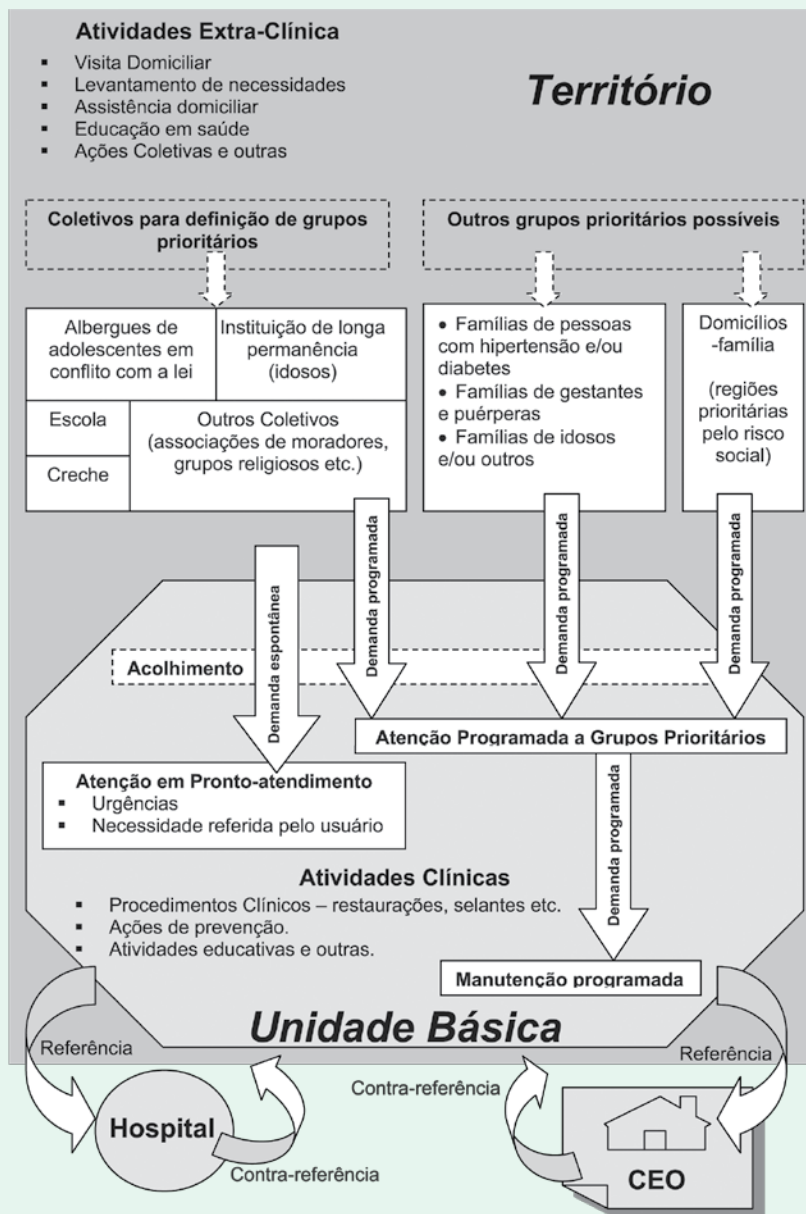 Atividades Extra-Clínica
▪ Visita Domiciliar
▪ Levantamento de necessidades
▪ Assistência domiciliar
▪ Educação em saúde
▪ Ações Coletivas e outras
Território
Coletivos para definição de grupos
prioritários
Outros grupos prioritários possíveis
Albergues de
adolescentes em
conflito com a lei
Instituição de longa
permanência
(idosos)
Escola
Creche
Outros Coletivos
(associações de moradores,
grupos religiosos etc.)
• Famílias de pessoas
com hipertensão e/ou
diabetes
• Famílias de gestantes
e puérperas
• Famílias de idosos
e/ou outros
Domicílios
-família
(regiões
prioritárias
pelo risco
social)
Demanda espontânea
Demanda programada
Demanda programada
Demanda programada
Acolhimento
Atenção Programada a Grupos Prioritários
Atenção em Pronto-atendimento
▪ Urgências
▪ Necessidade referida pelo usuário
Demanda programada
Atividades Clínicas
▪ Procedimentos Clínicos – restaurações, selantes etc.
▪ Ações de prevenção.
▪ Atividades educativas e outras.
Manutenção programada
Unidade Básica
Referência
Referência
Hospital
Contra-referência
Contra-referência
CEO